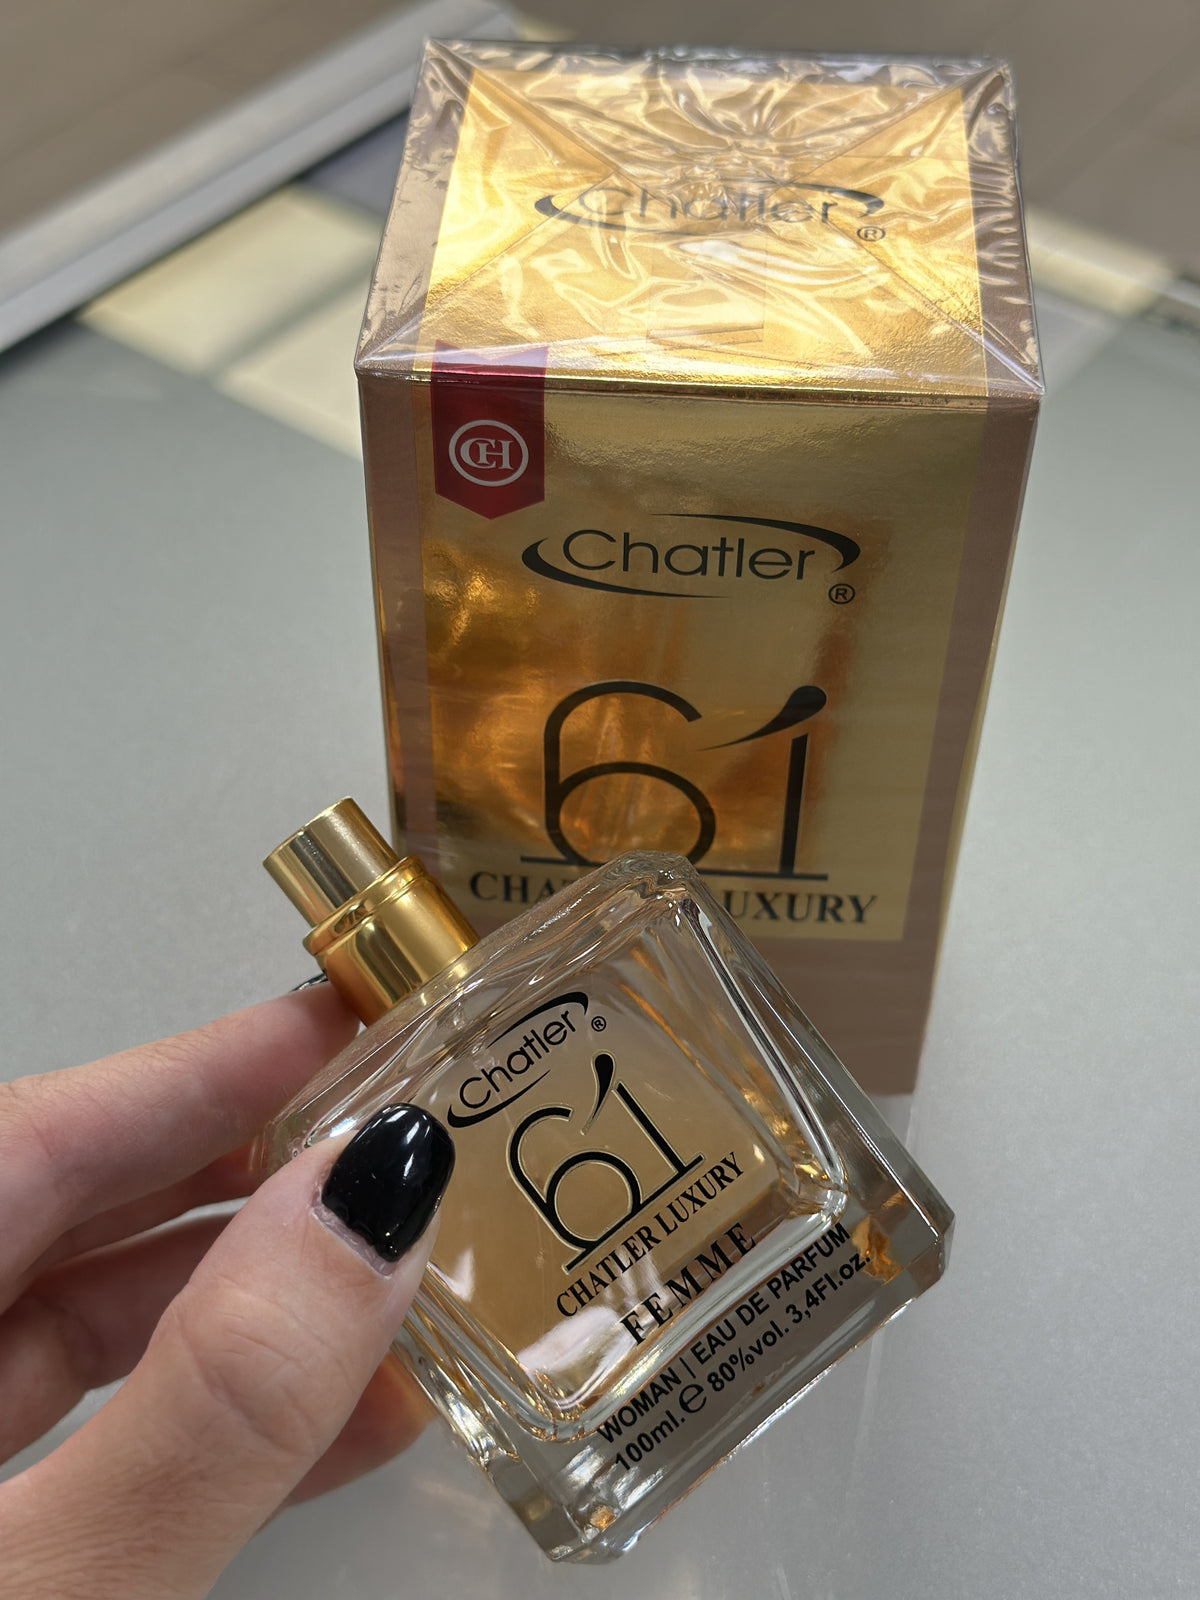 Chatler
®
CH
Chatler
®
61
CHATLER LUXURY
Chatler ®
61
CHATLER LUXURY
FEMME
WOMAN | EAU DE PARFUM
100ml. ℮ 80%vol. 3,4Fl.oz.